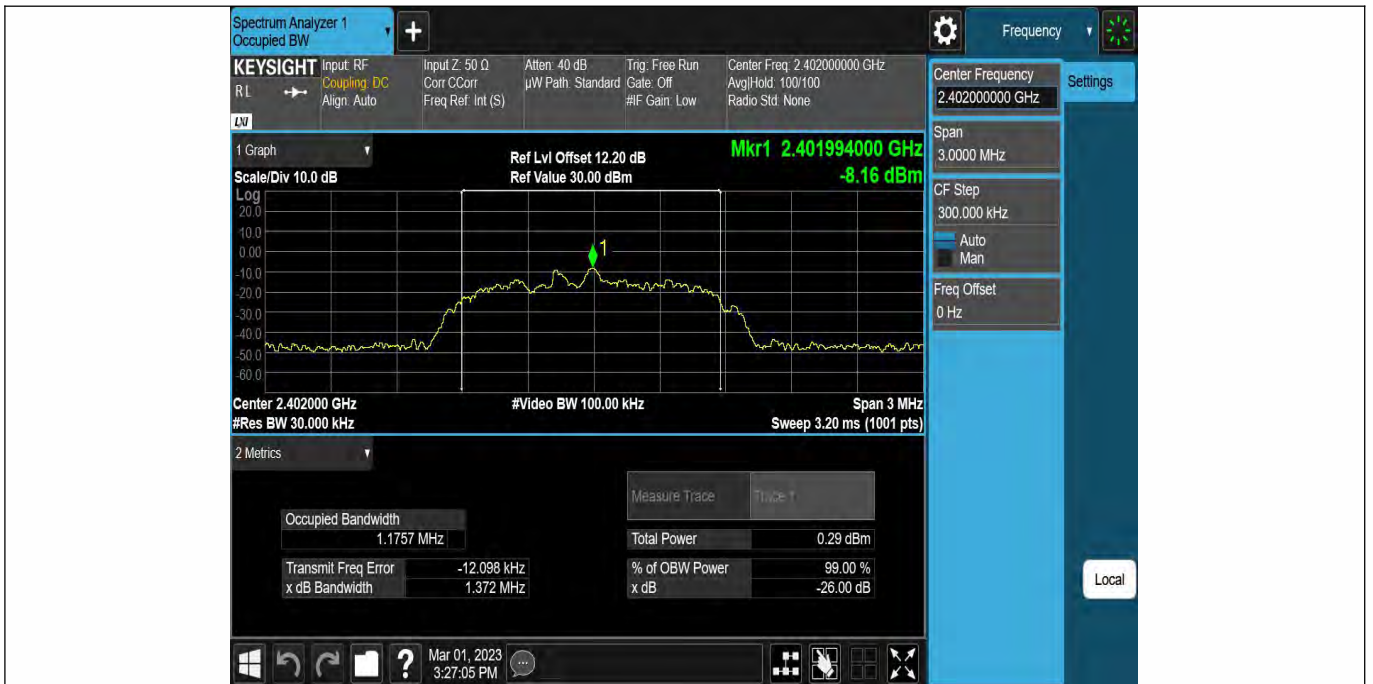 Spectrum Analyzer 1
Occupied BW
+
Frequency
KEYSIGHT
Input: RF
Coupling: DC
Align: Auto
Input Z: 50 Ω
Corr CCorr
Freq Ref: Int (S)
Atten: 40 dB
µW Path: Standard
Trig: Free Run
Gate: Off
#IF Gain: Low
Center Freq: 2.402000000 GHz
Avg|Hold: 100/100
Radio Std: None
R L
LXI
Center Frequency
2.402000000 GHz
Settings
Span
3.0000 MHz
CF Step
300.000 kHz
Auto
Man
Freq Offset
0 Hz
Local
1 Graph
Scale/Div 10.0 dB
Ref Lvl Offset 12.20 dB
Ref Value 30.00 dBm
Mkr1 2.401994000 GHz
-8.16 dBm
Log
20.0
10.0
0.00
-10.0
-20.0
-30.0
-40.0
-50.0
-60.0
1
Center 2.402000 GHz
#Video BW 100.00 kHz
Span 3 MHz
#Res BW 30.000 kHz
Sweep 3.20 ms (1001 pts)
2 Metrics
Measure Trace
Trace 1
Occupied Bandwidth
1.1757 MHz
Total Power
0.29 dBm
Transmit Freq Error
-12.098 kHz
% of OBW Power
99.00 %
x dB Bandwidth
1.372 MHz
x dB
-26.00 dB
?
Mar 01, 2023
3:27:05 PM